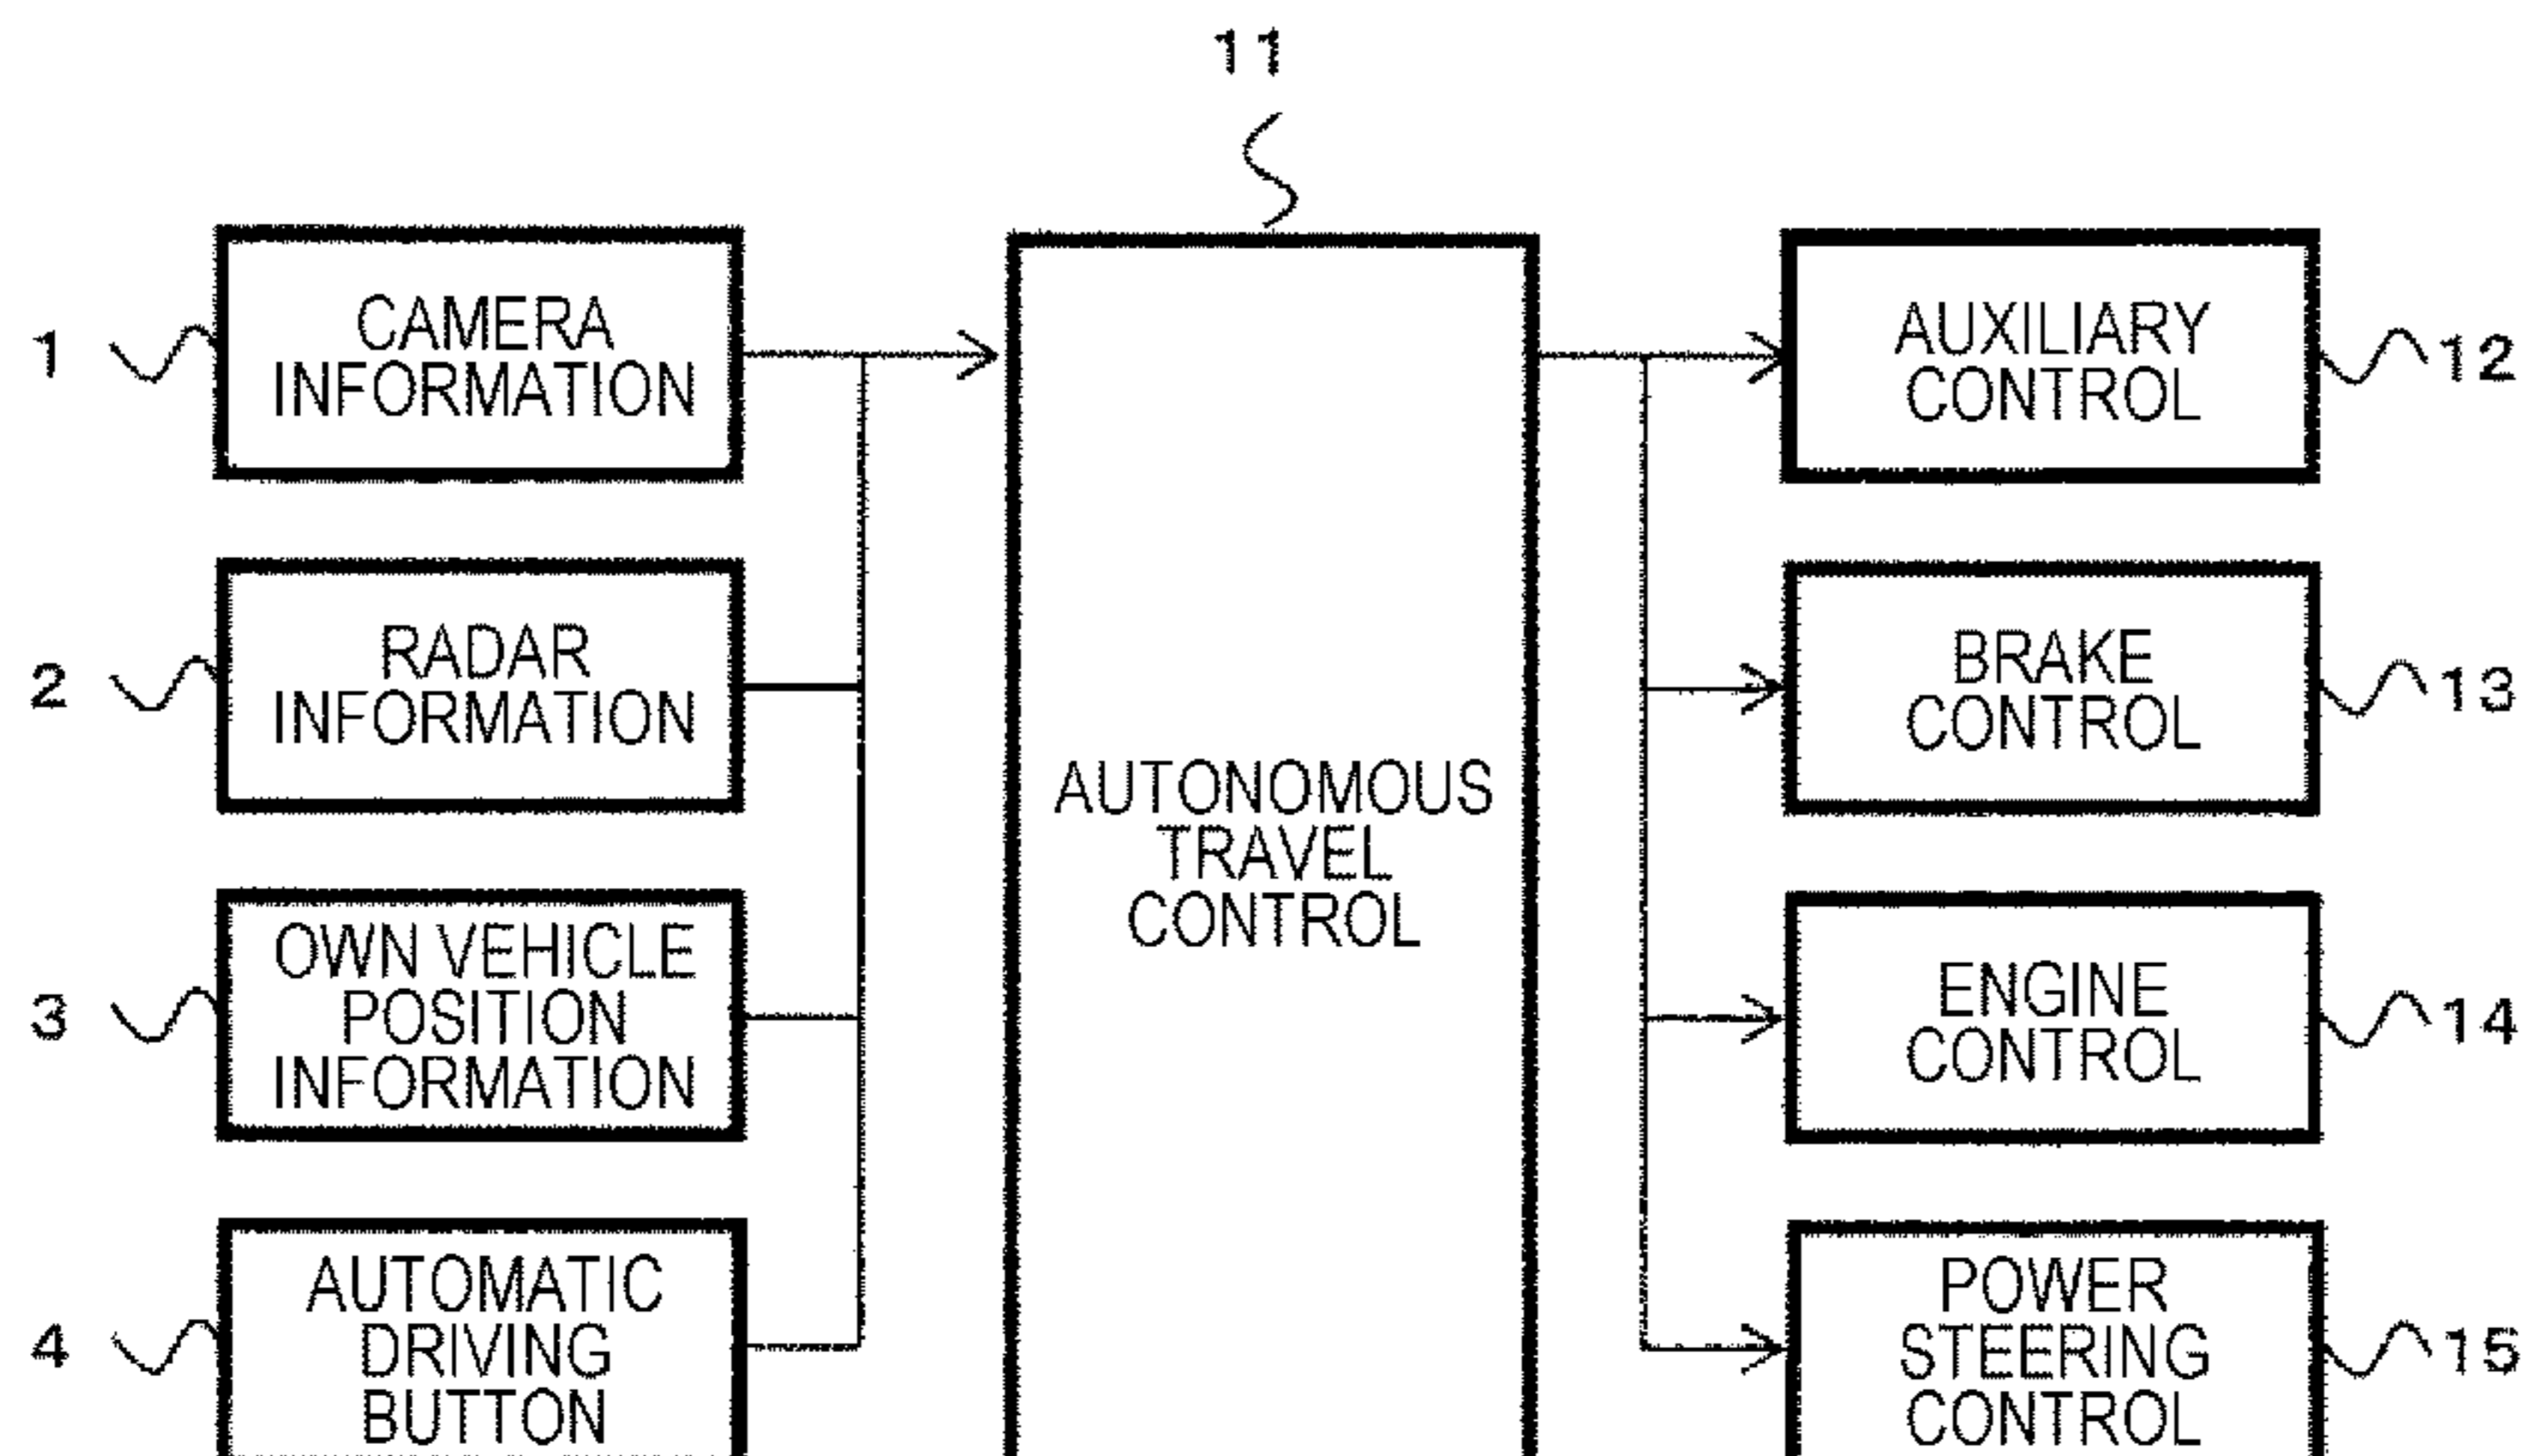 11
1
CAMERA
INFORMATION
AUXILIARY
CONTROL
12
2
RADAR
INFORMATION
BRAKE
CONTROL
13
AUTONOMOUS
TRAVEL
CONTROL
3
OWN VEHICLE
POSITION
INFORMATION
ENGINE
CONTROL
14
4
AUTOMATIC
DRIVING
BUTTON
POWER
STEERING
CONTROL
15